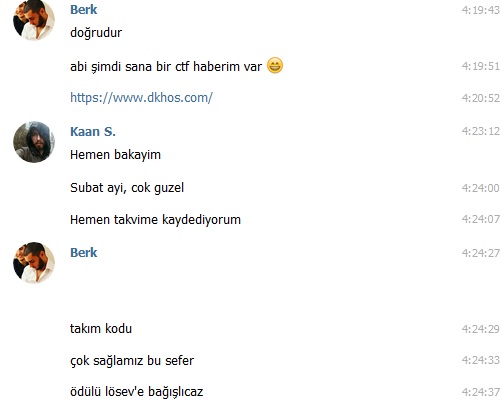 Berk 4:19:43
doğrudur
abi şimdi sana bir ctf haberim var 😄 4:19:51
https://www.dkhos.com/ 4:20:52
Kaan S. 4:23:12
Hemen bakayim
Subat ayi, cok guzel 4:24:00
Hemen takvime kaydediyorum 4:24:07
Berk 4:24:27
takım kodu 4:24:29
çok sağlamız bu sefer 4:24:33
ödülü lösev'e bağışlıcaz 4:24:37